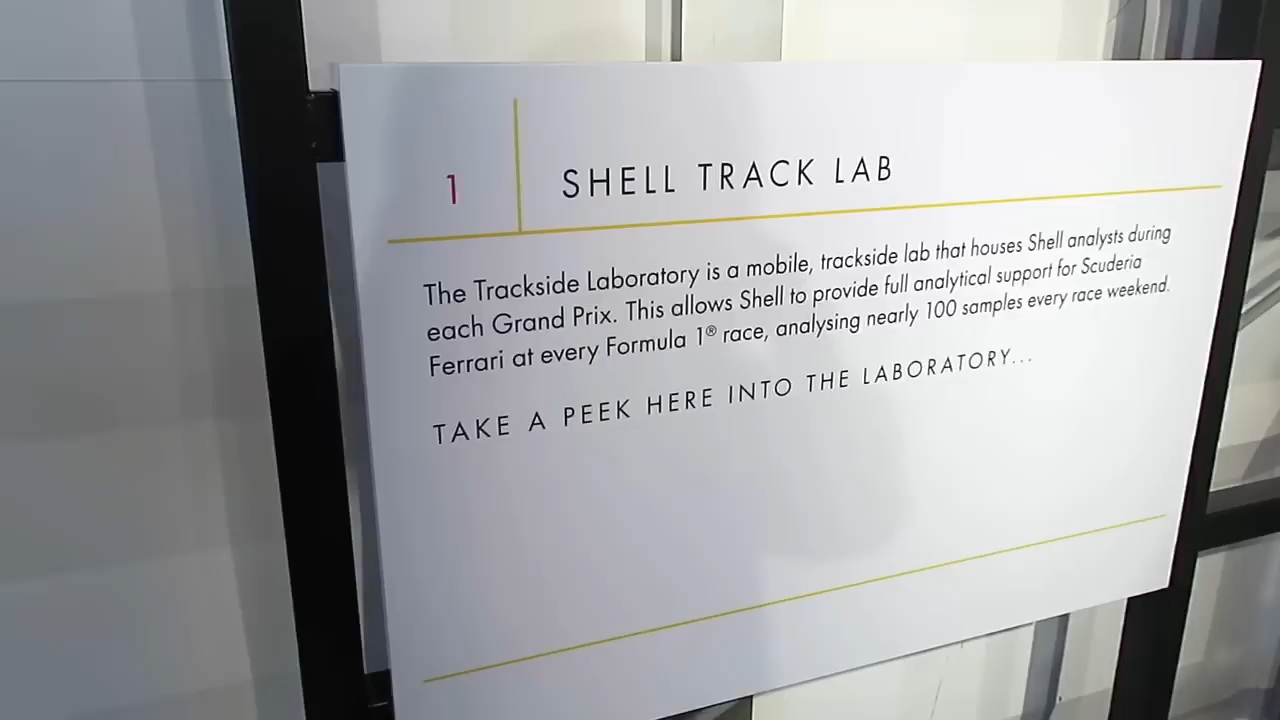 1
SHELL TRACK LAB
The Trackside Laboratory is a mobile, trackside lab that houses Shell analysts during
each Grand Prix. This allows Shell to provide full analytical support for Scuderia
Ferrari at every Formula 1® race, analysing nearly 100 samples every race weekend.
TAKE A PEEK HERE INTO THE LABORATORY...